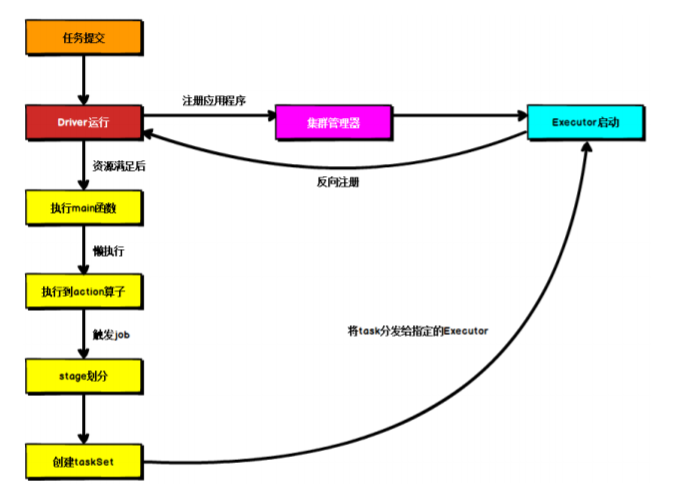 任务提交
注册应用程序
Driver运行
集群管理器
Executor启动
资源满足后
反向注册
执行main函数
懒执行
执行到action算子
触发job
将task分发给指定的Executor
stage划分
创建taskSet